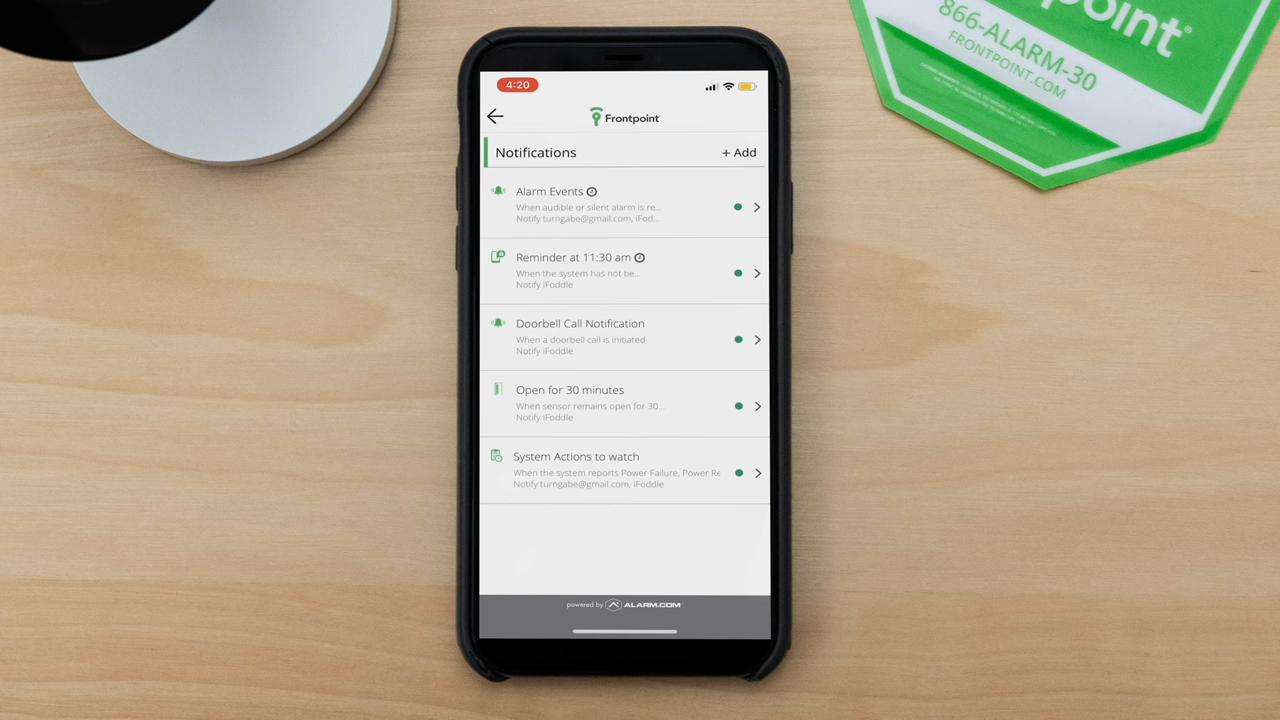 4:20
Frontpoint
Notifications
+ Add
Alarm Events
When audible or silent alarm is re...
Notify turngabe@gmail.com, iFod...
Reminder at 11:30 am
When the system has not be...
Notify iFoddle
Doorbell Call Notification
When a doorbell call is initiated
Notify iFoddle
Open for 30 minutes
When sensor remains open for 30...
Notify iFoddle
System Actions to watch
When the system reports Power Failure, Power Re
Notify turngabe@gmail.com, iFoddle
powered by ALARM.COM
point®
866-ALARM-30
FRONTPOINT.COM